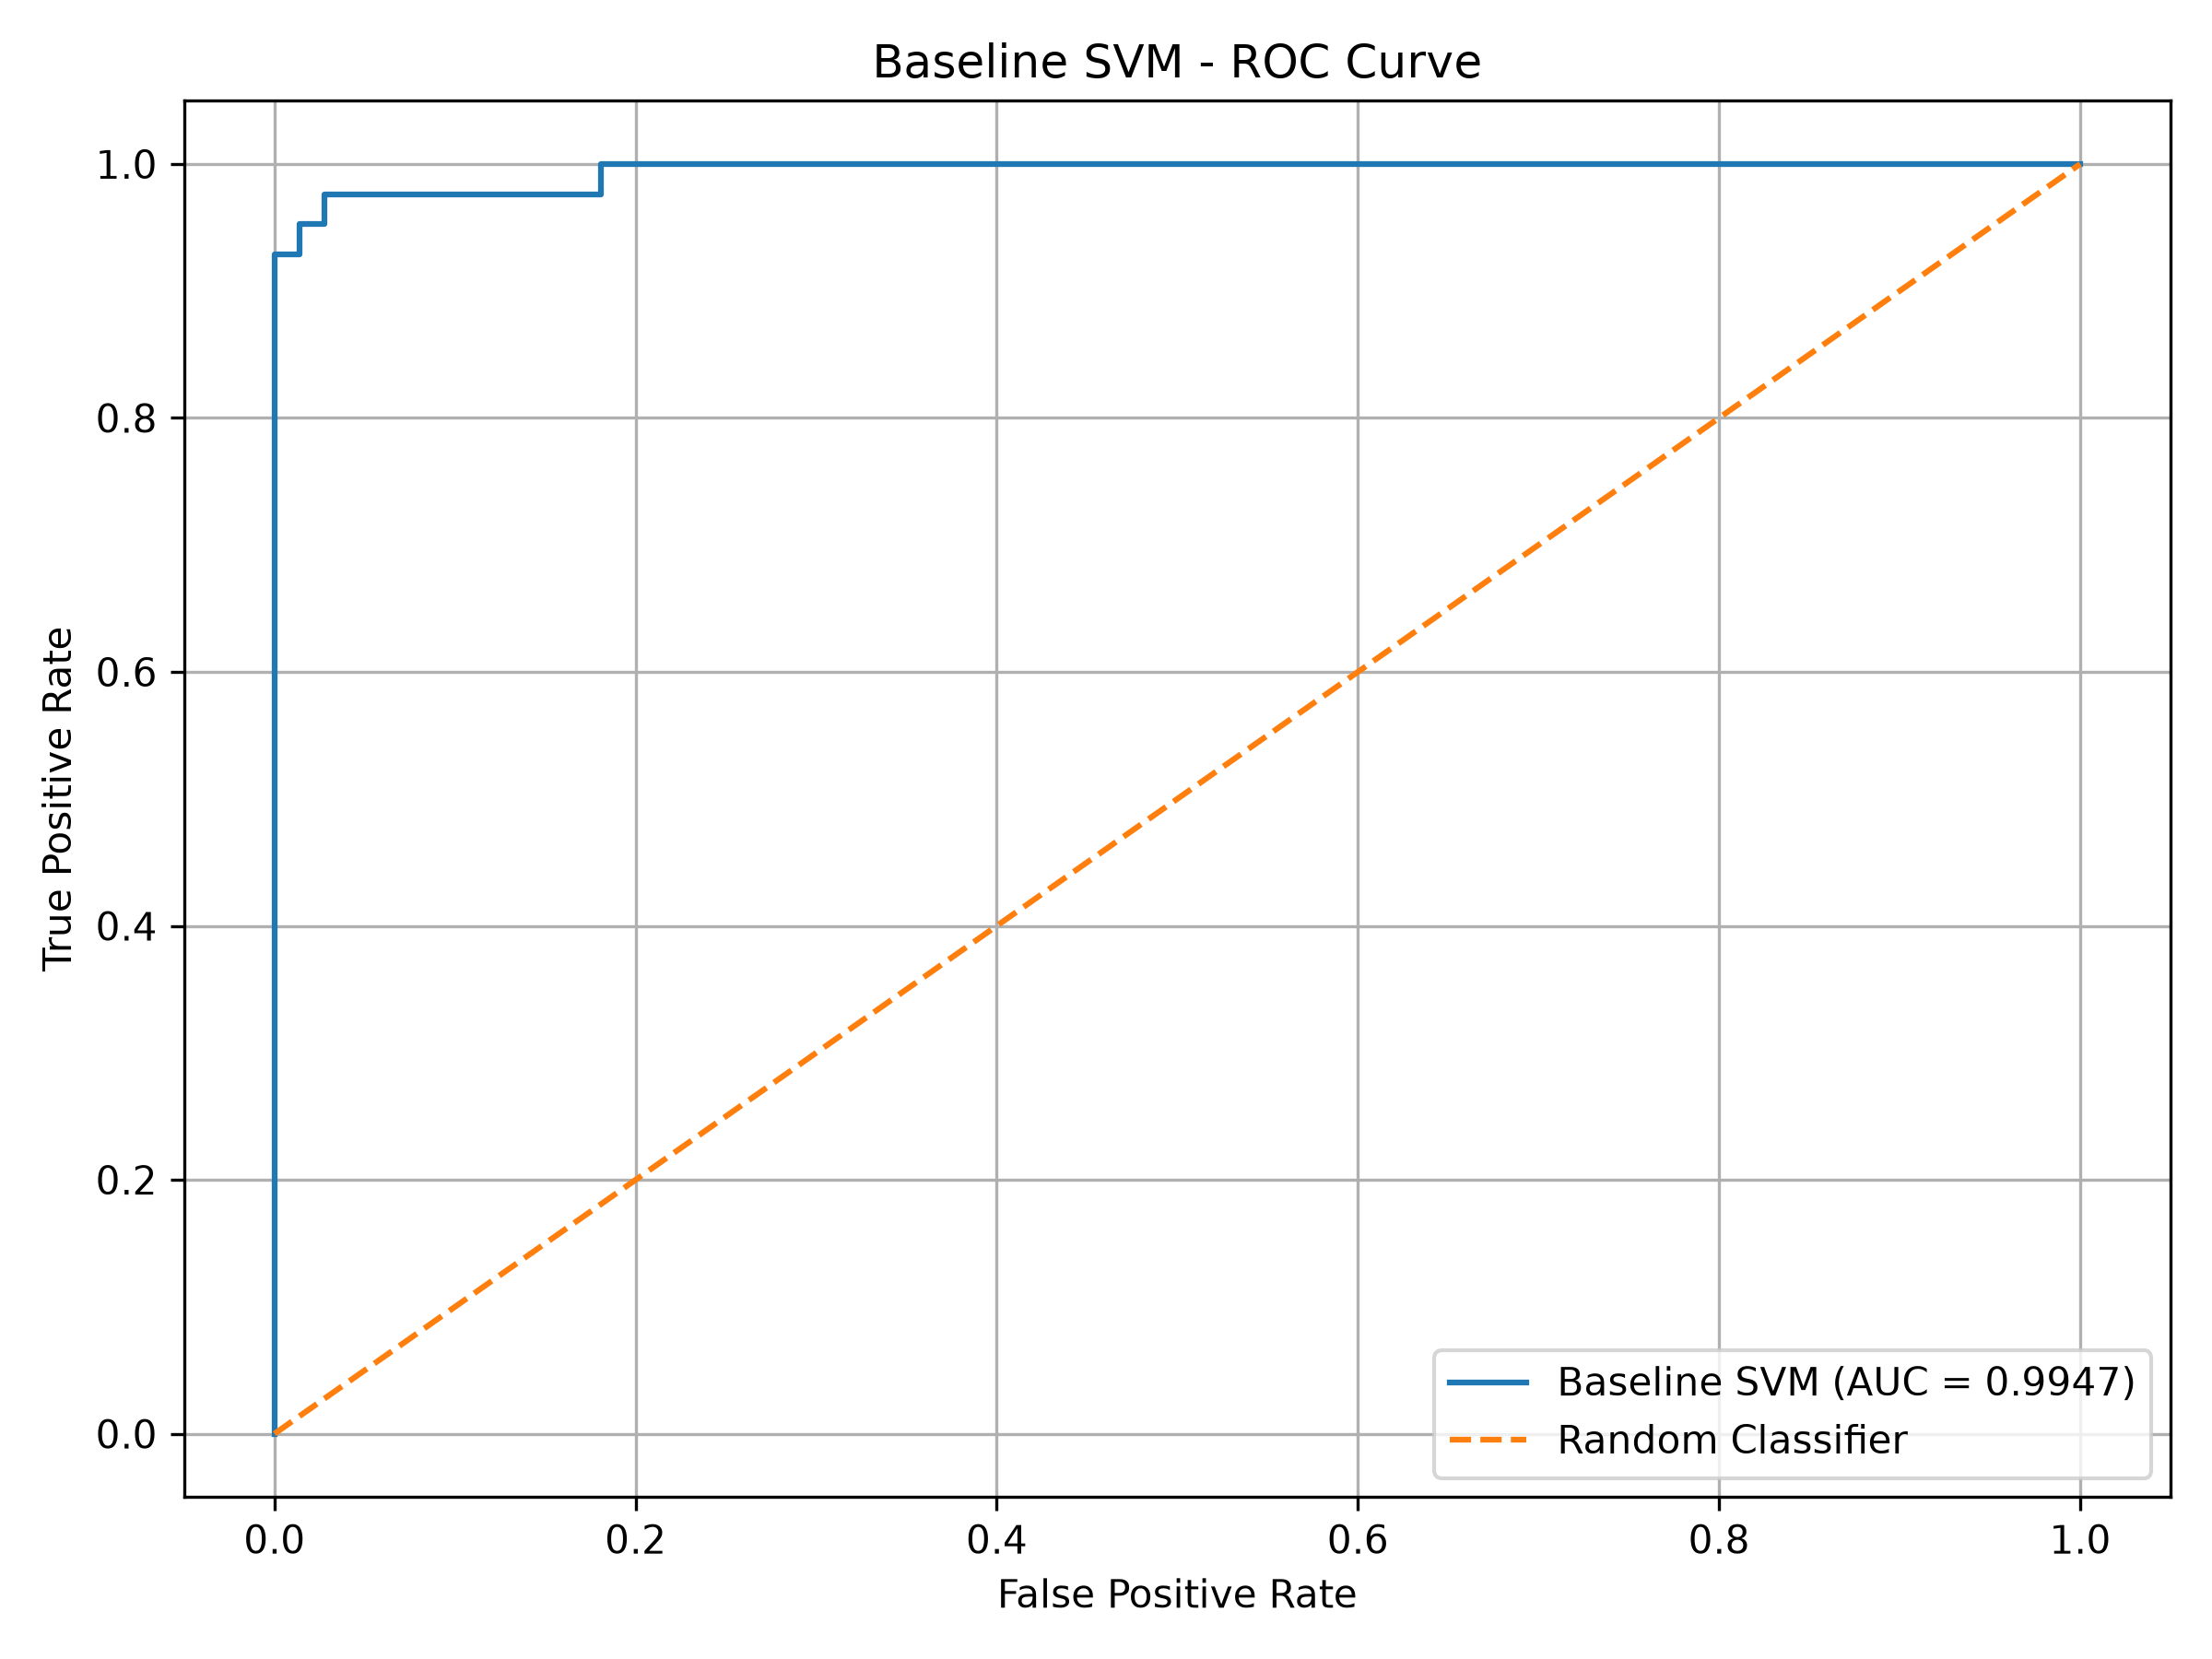 Baseline SVM - ROC Curve
True Positive Rate
1.0
0.8
0.6
0.4
0.2
0.0
0.0 0.2 0.4 0.6 0.8 1.0
False Positive Rate
Baseline SVM (AUC = 0.9947)
Random Classifier